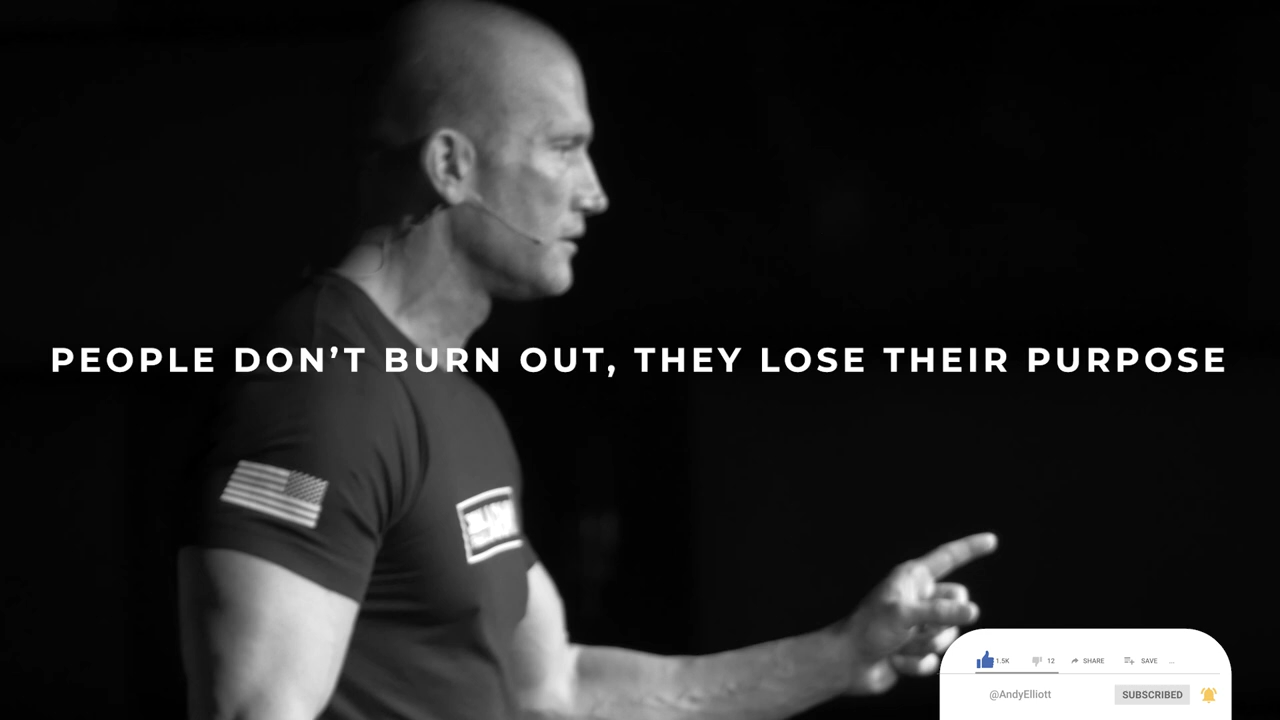 PEOPLE DON’T BURN OUT, THEY LOSE THEIR PURPOSE
1.5K 12 SHARE SAVE ...
@AndyElliott SUBSCRIBED